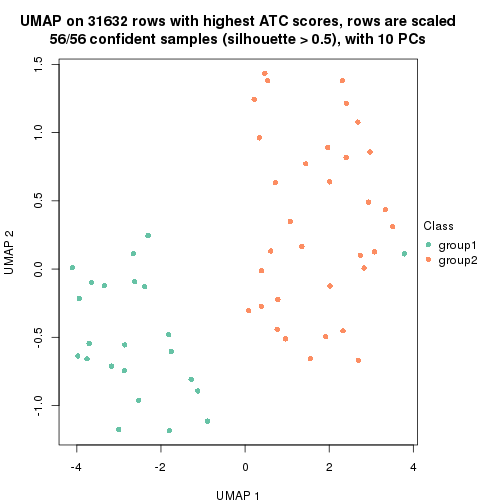 UMAP on 31632 rows with highest ATC scores, rows are scaled
56/56 confident samples (silhouette > 0.5), with 10 PCs
1.5
1.0
0.5
0.0
-0.5
-1.0
UMAP 2
-4
-2
0
2
4
UMAP 1
Class
group1
group2